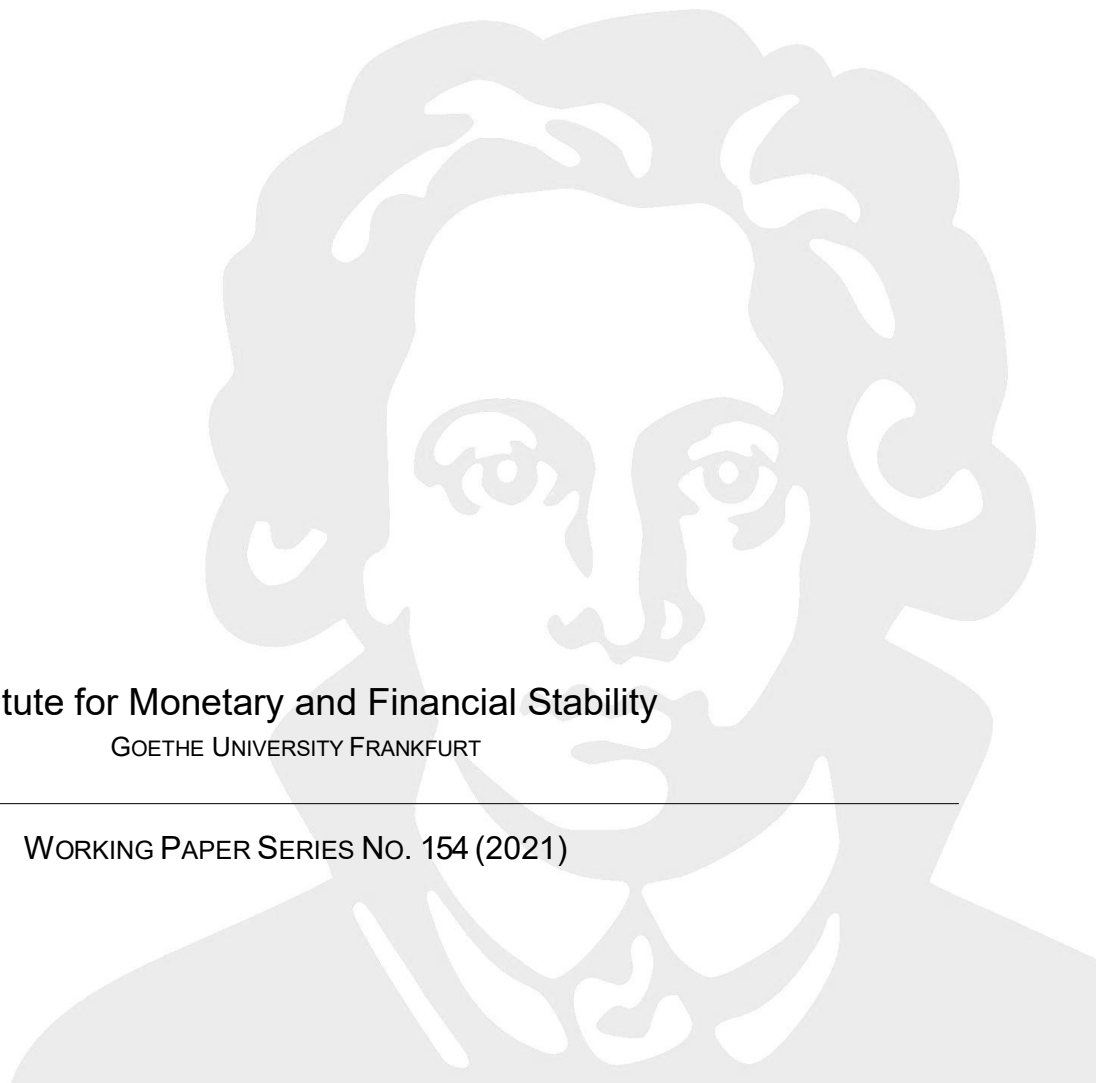 tute for Monetary and Financial Stability
GOETHE UNIVERSITY FRANKFURT
WORKING PAPER SERIES NO. 154 (2021)